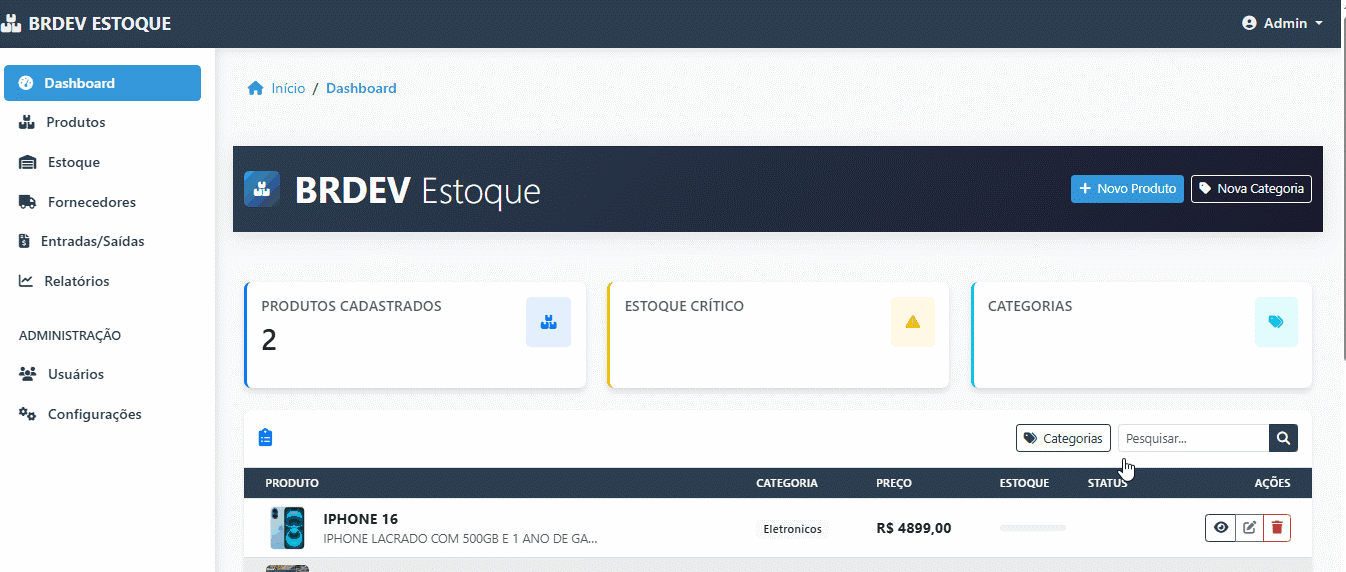 BRDEV ESTOQUE
Admin
Dashboard
Produtos
Estoque
Fornecedores
Entradas/Saídas
Relatórios
ADMINISTRAÇÃO
Usuários
Configurações
Início / Dashboard
BRDEV Estoque
+ Novo Produto
Nova Categoria
PRODUTOS CADASTRADOS
2
ESTOQUE CRÍTICO
CATEGORIAS
Categorias
Pesquisar...
PRODUTO CATEGORIA PREÇO ESTOQUE STATUS AÇÕES
IPHONE 16
IPHONE LACRADO COM 500GB E 1 ANO DE GA...
Eletronicos
R$ 4899,00